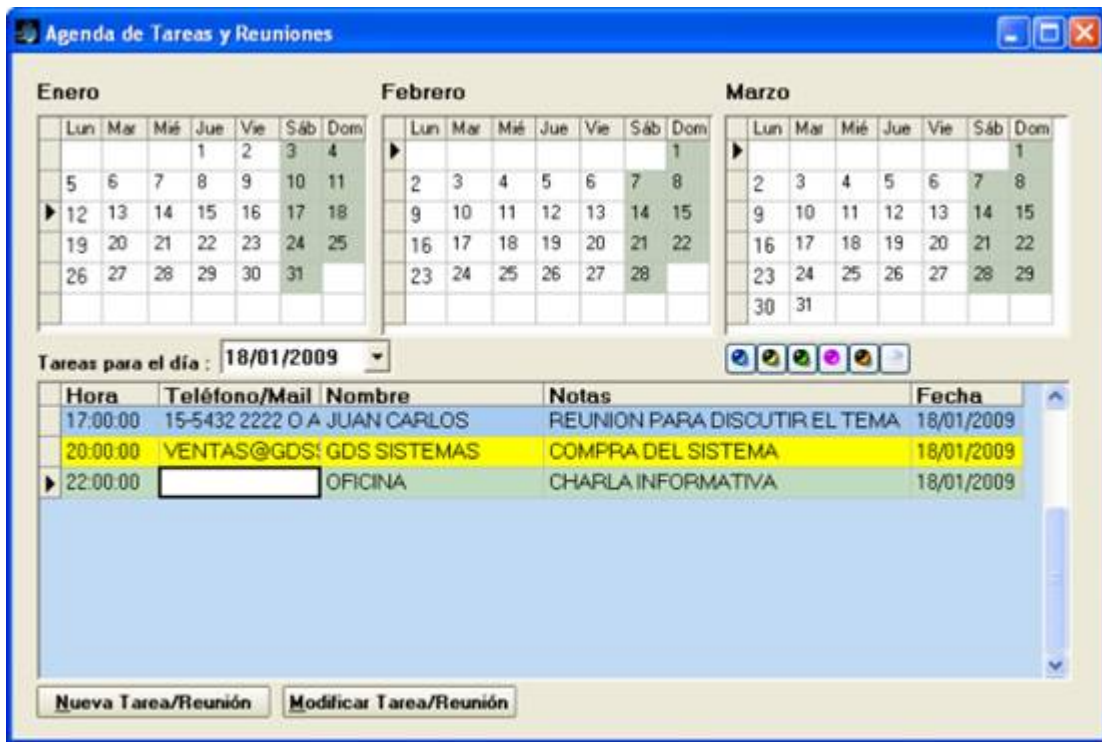 Agenda de Tareas y Reuniones
Enero Febrero Marzo
Lun Mar Mié Jue Vie Sáb Dom Lun Mar Mié Jue Vie Sáb Dom Lun Mar Mié Jue Vie Sáb Dom
1 2 3 4 1 1
5 6 7 8 9 10 11 2 3 4 5 6 7 8 2 3 4 5 6 7 8
12 13 14 15 16 17 18 9 10 11 12 13 14 15 9 10 11 12 13 14 15
19 20 21 22 23 24 25 16 17 18 19 20 21 22 16 17 18 19 20 21 22
26 27 28 29 30 31 23 24 25 26 27 28 23 24 25 26 27 28 29
30 31
Tareas para el día : 18/01/2009
Hora Teléfono/Mail Nombre Notas Fecha
17:00:00 15-5432 2222 O A JUAN CARLOS REUNION PARA DISCUTIR EL TEMA 18/01/2009
20:00:00 VENTAS@GDS GDS SISTEMAS COMPRA DEL SISTEMA 18/01/2009
22:00:00 OFICINA CHARLA INFORMATIVA 18/01/2009
Nueva Tarea/Reunión Modificar Tarea/Reunión